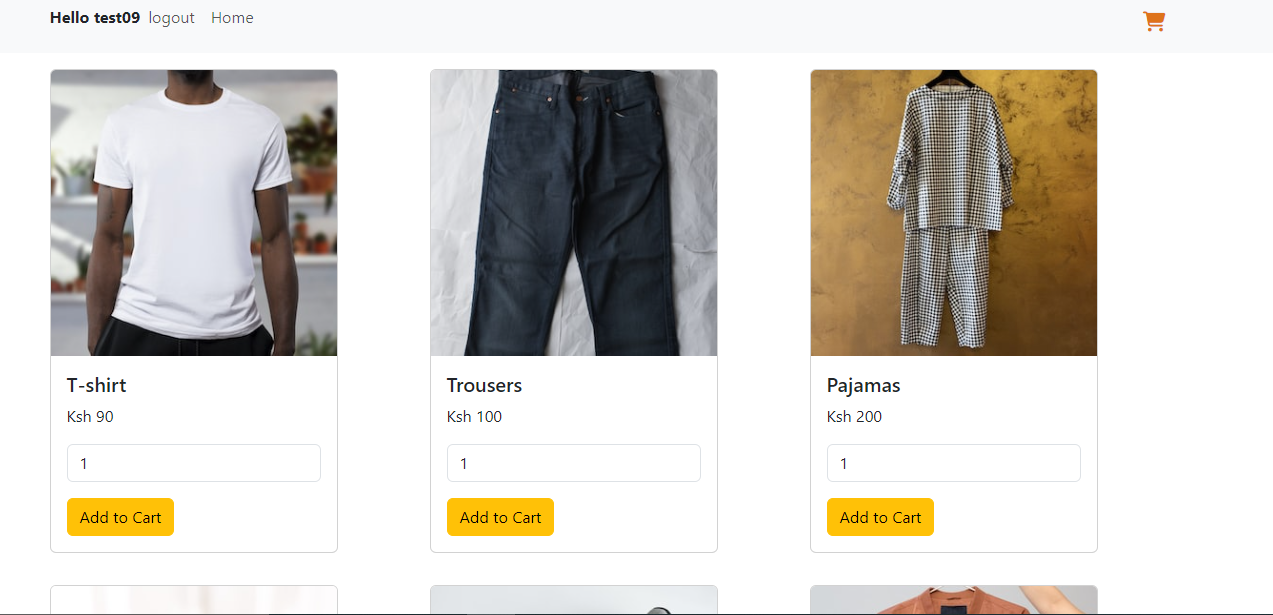 Hello test09 logout Home
T-shirt
Ksh 90
1
Add to Cart
Trousers
Ksh 100
1
Add to Cart
Pajamas
Ksh 200
1
Add to Cart